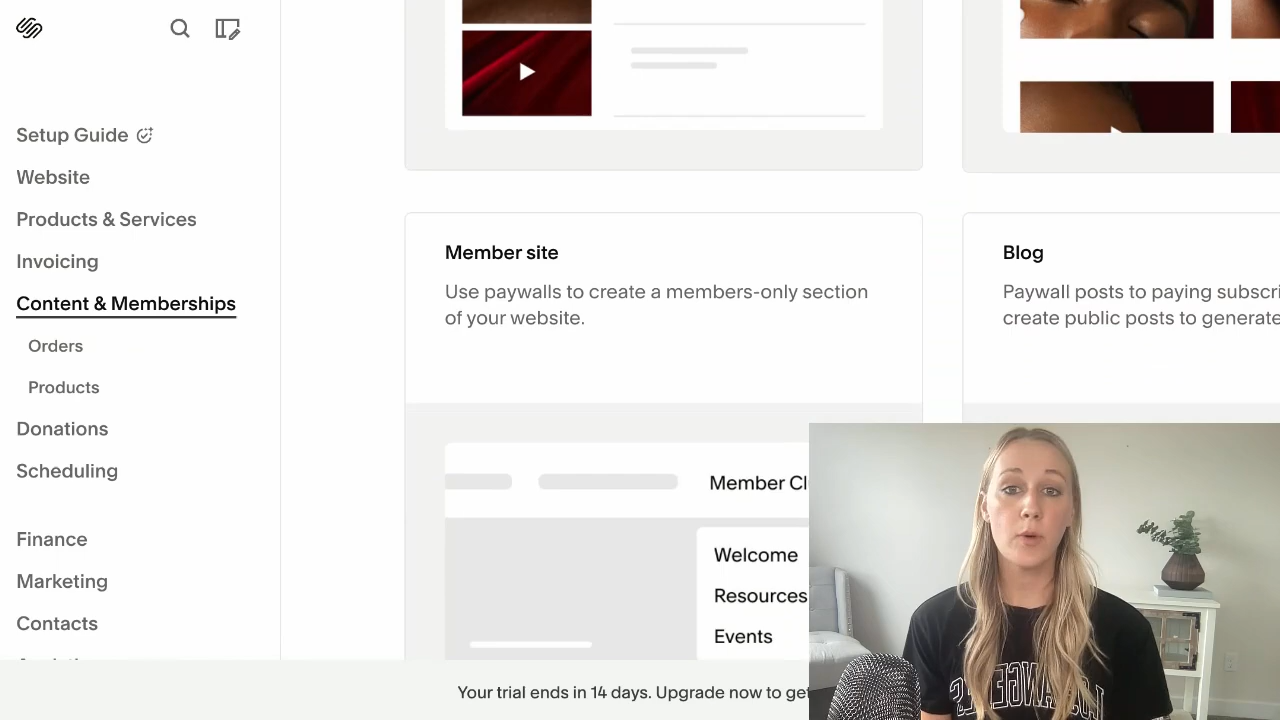 Setup Guide
Website
Products & Services
Invoicing
Content & Memberships
Orders
Products
Donations
Scheduling
Finance
Marketing
Contacts
Member site
Use paywalls to create a members-only section
of your website.
Member
Welcome
Resources
Events
Blog
Paywall posts to paying
create public posts to generate
Your trial ends in 14 days. Upgrade now to get
LOS ANGELES